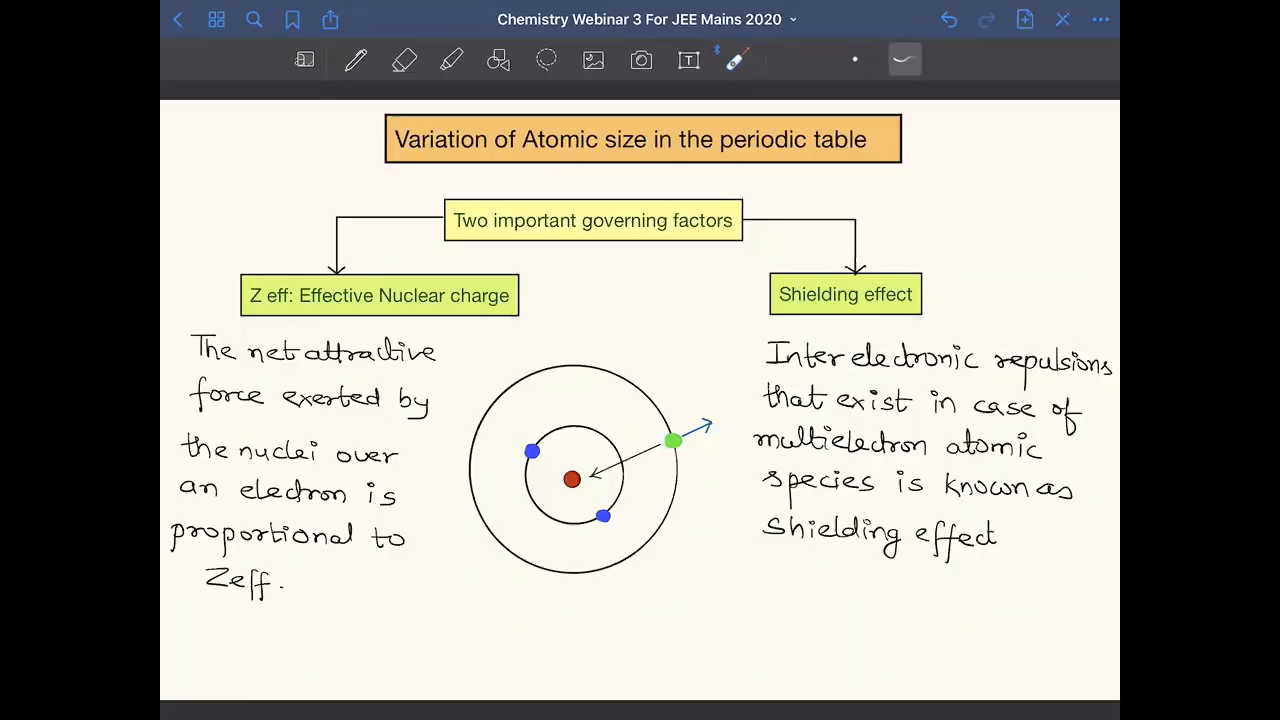 Chemistry Webinar 3 For JEE Mains 2020
T
Variation of Atomic size in the periodic table
Two important governing factors
Z eff: Effective Nuclear charge
Shielding effect
The net attractive
force exerted by
the nuclei over
an electron is
proportional to
Zeff.
Inter electronic repulsions
that exist in case of
multielectron atomic
species is known as
shielding effect